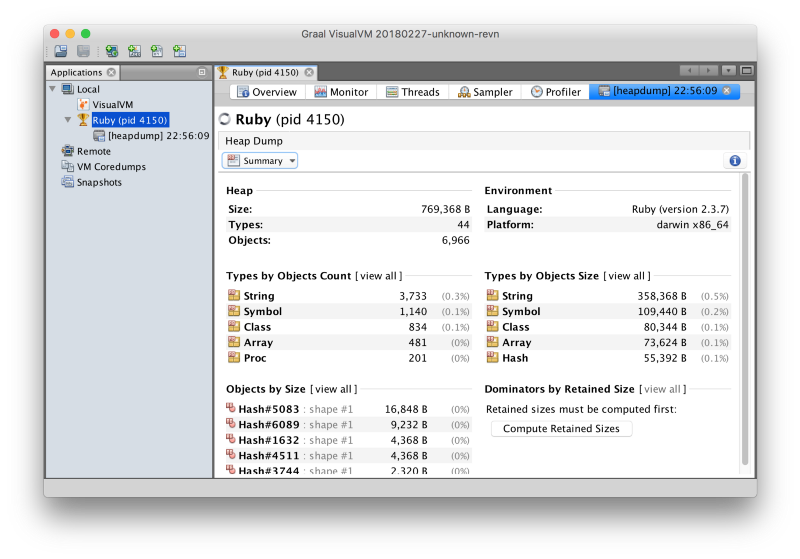 Graal VisualVM 20180227-unknown-revn
Applications
Ruby (pid 4150)
Local
VisualVM
Ruby (pid 4150)
[heapdump] 22:56:09
Remote
VM Coredumps
Snapshots
Overview Monitor Threads Sampler Profiler [heapdump] 22:56:09
Ruby (pid 4150)
Heap Dump
Summary
Heap
Size: 769,368 B
Types: 44
Objects: 6,966
Environment
Language: Ruby (version 2.3.7)
Platform: darwin x86_64
Types by Objects Count [view all]
String 3,733 (0.3%)
Symbol 1,140 (0.1%)
Class 834 (0.1%)
Array 481 (0%)
Proc 201 (0%)
Types by Objects Size [view all]
String 358,368 B (0.5%)
Symbol 109,440 B (0.2%)
Class 80,344 B (0.1%)
Array 73,624 B (0.1%)
Hash 55,392 B (0.1%)
Objects by Size [view all]
Hash#5083 : shape #1 16,848 B (0%)
Hash#6089 : shape #1 9,232 B (0%)
Hash#1632 : shape #1 4,368 B (0%)
Hash#4511 : shape #1 4,368 B (0%)
Hash#3744 : shape #1 2,320 B (0%)
Dominators by Retained Size [view all]
Retained sizes must be computed first:
Compute Retained Sizes